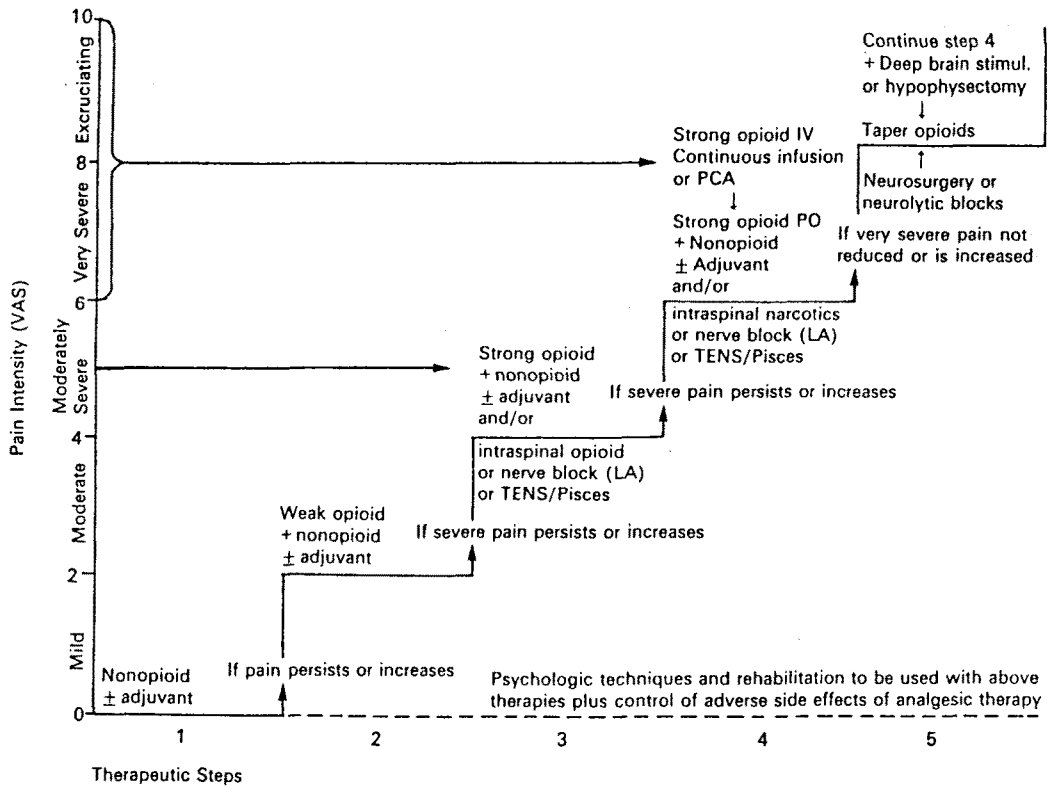 10
8
6
4
2
0
Pain Intensity (VAS)
Excruciating
Very Severe
Moderately
Severe
Moderate
Mild
Nonopioid
± adjuvant
If pain persists or increases
Weak opioid
+ nonopioid
± adjuvant
If severe pain persists or increases
Strong opioid
+ nonopioid
± adjuvant
and/or
intraspinal opioid
or nerve block (LA)
or TENS/Pisces
If severe pain persists or increases
Strong opioid IV
Continuous infusion
or PCA
Strong opioid PO
+ Nonopioid
± Adjuvant
and/or
intraspinal narcotics
or nerve block (LA)
or TENS/Pisces
If very severe pain not
reduced or is increased
Continue step 4
+ Deep brain stimul.
or hypophysectomy
Taper opioids
Neurosurgery or
neurolytic blocks
Psychologic techniques and rehabilitation to be used with above
therapies plus control of adverse side effects of analgesic therapy
1
2
3
4
5
Therapeutic Steps